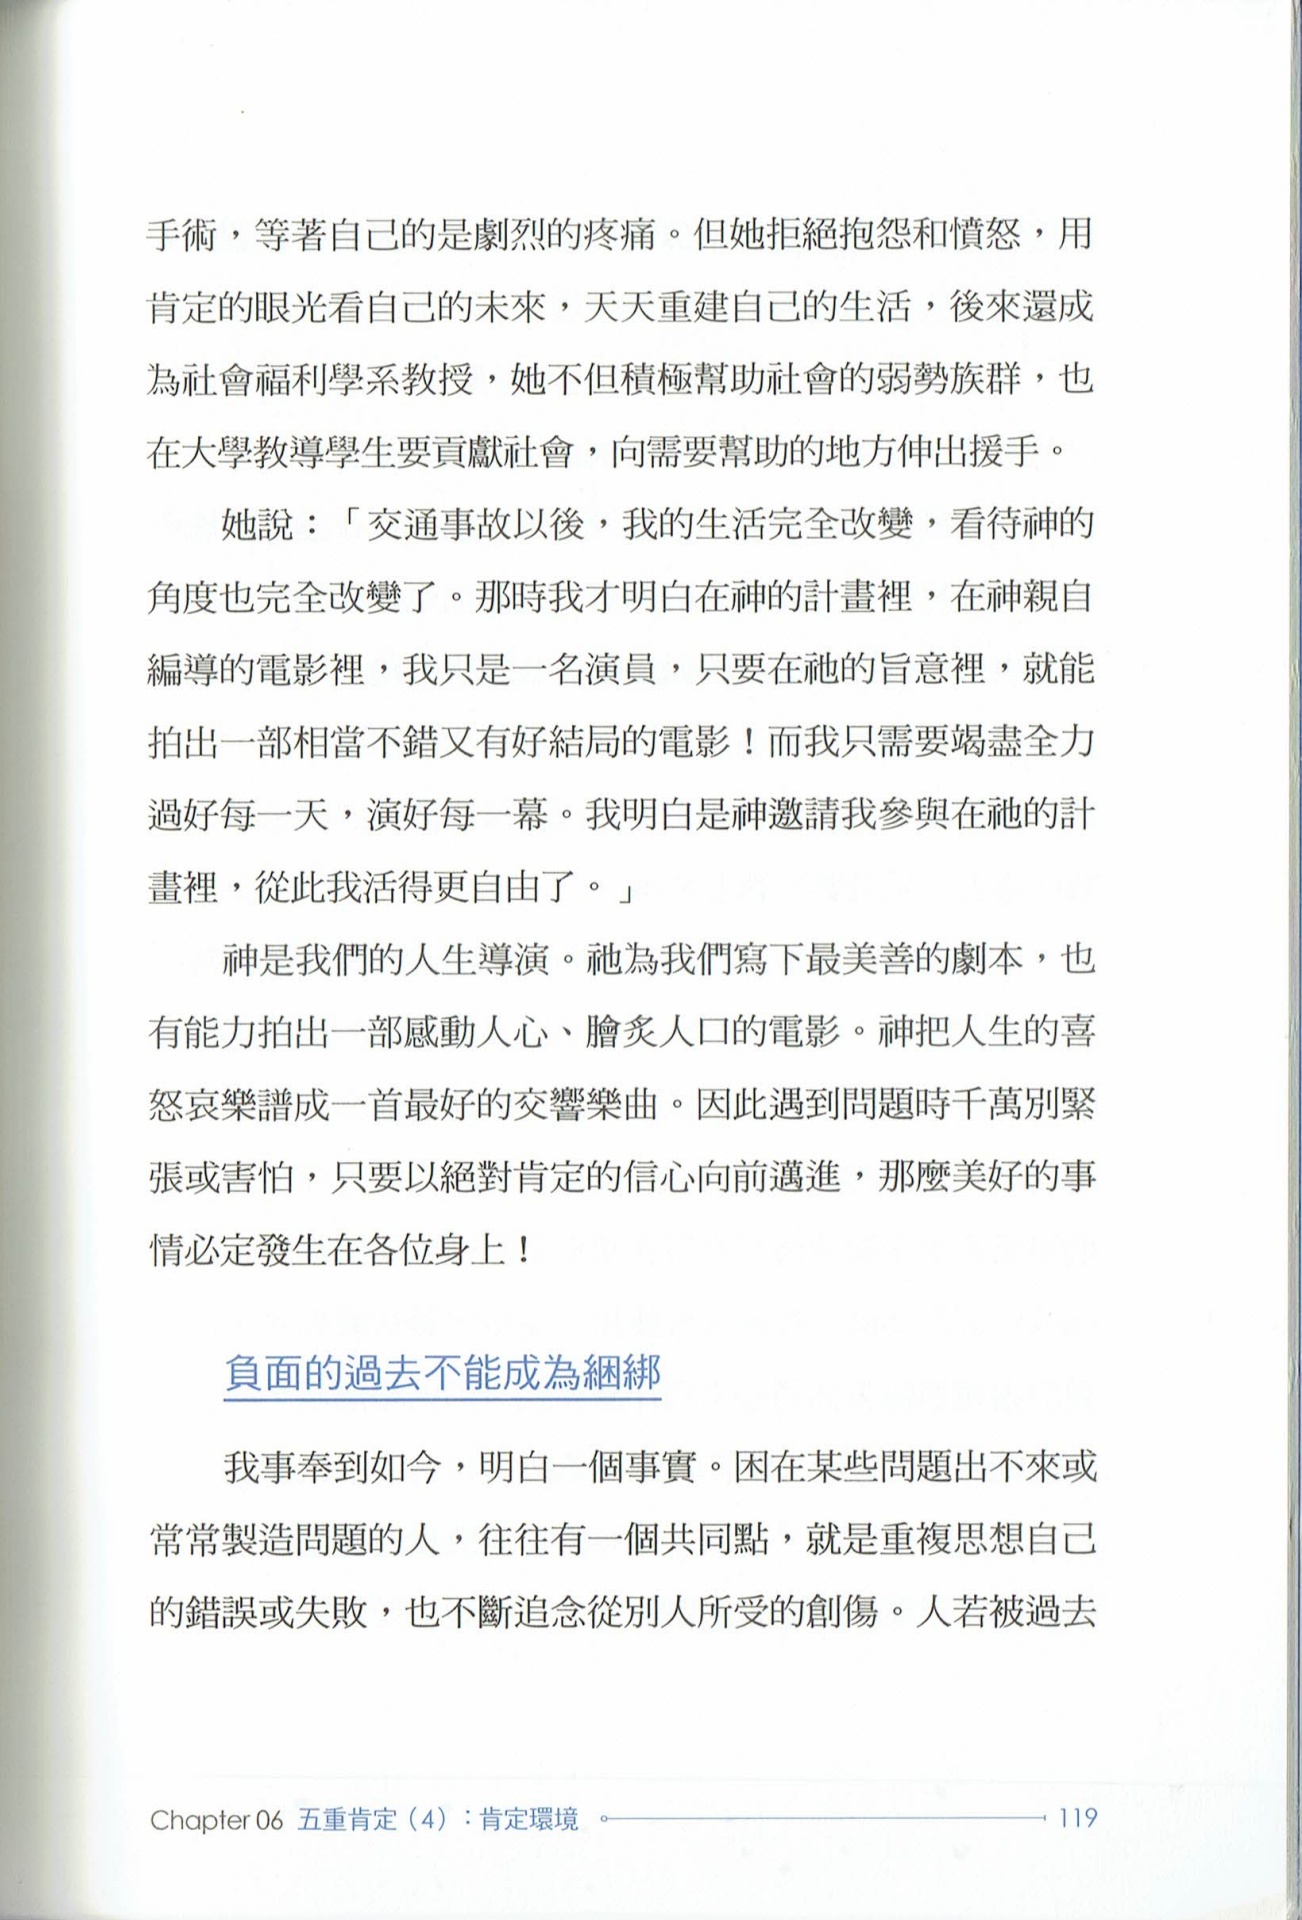 手術，等著自己的是劇烈的疼痛。但她拒絕抱怨和憤怒，用
肯定的眼光看自己的未來，天天重建自己的生活，後來還成
為社會福利學系教授，她不但積極幫助社會的弱勢族群，也
在大學教導學生要貢獻社會，向需要幫助的地方伸出援手。
她說：「交通事故以後，我的生活完全改變，看待神的
角度也完全改變了。那時我才明白在神的計畫裡，在神親自
編導的電影裡，我只是一名演員，只要在祂的旨意裡，就能
拍出一部相當不錯又有好結局的電影！而我只需要竭盡全力
過好每一天，演好每一幕。我明白是神邀請我參與在祂的計
畫裡，從此我活得更自由了。」
神是我們的人生導演。祂為我們寫下最美善的劇本，也
有能力拍出一部感動人心、膾炙人口的電影。神把人生的喜
怒哀樂譜成一首最好的交響樂曲。因此遇到問題時千萬別緊
張或害怕，只要以絕對肯定的信心向前邁進，那麼美好的事
情必定發生在各位身上！
負面的過去不能成為綑綁
我事奉到如今，明白一個事實。困在某些問題出不來或
常常製造問題的人，往往有一個共同點，就是重複思想自己
的錯誤或失敗，也不斷追念從別人所受的創傷。人若被過去
Chapter 06 五重肯定（4）：肯定環境 119